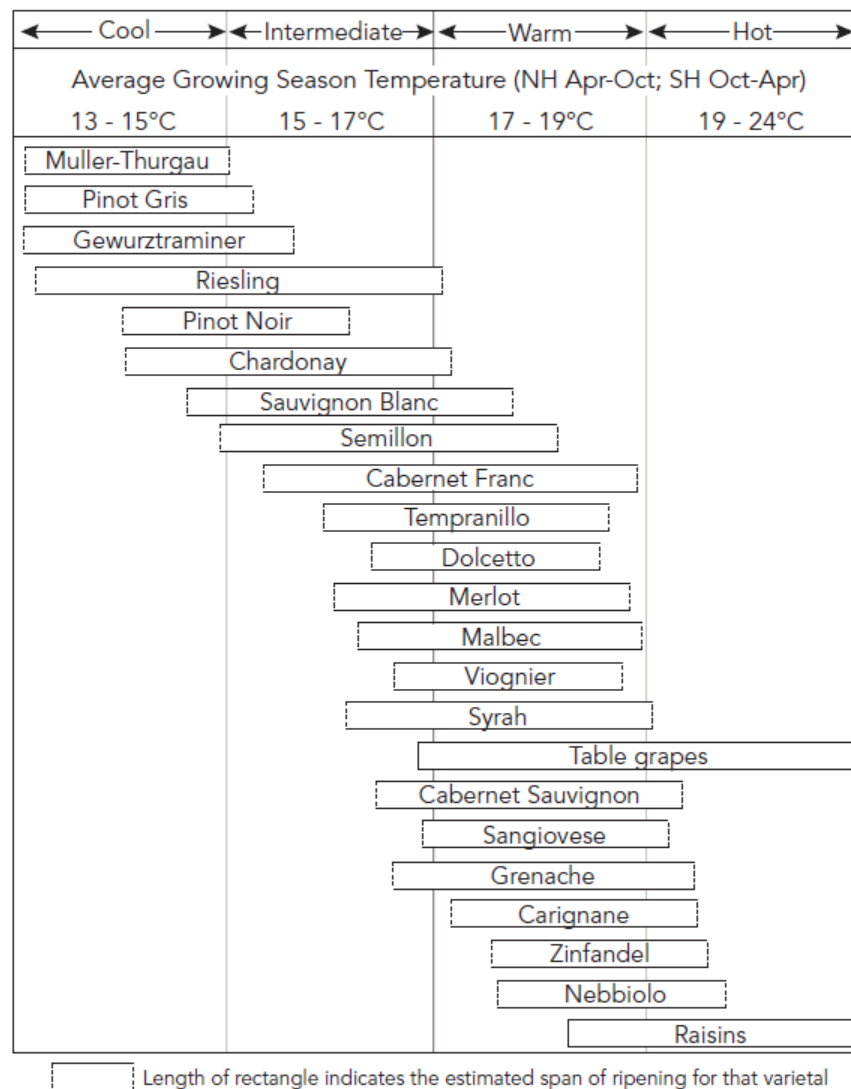 Cool Intermediate Warm Hot
Average Growing Season Temperature (NH Apr-Oct; SH Oct-Apr)
13 - 15°C 15 - 17°C 17 - 19°C 19 - 24°C
Muller-Thurgau
Pinot Gris
Gewurztraminer
Riesling
Pinot Noir
Chardonay
Sauvignon Blanc
Semillon
Cabernet Franc
Tempranillo
Dolcetto
Merlot
Malbec
Viognier
Syrah
Table grapes
Cabernet Sauvignon
Sangiovese
Grenache
Carignane
Zinfandel
Nebbiolo
Raisins
Length of rectangle indicates the estimated span of ripening for that varietal